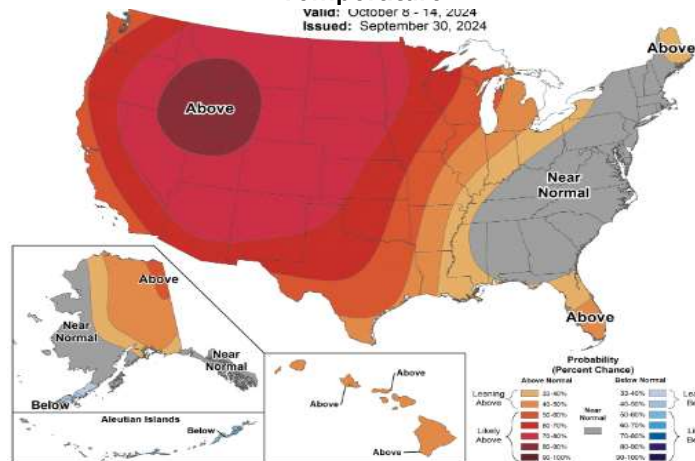 Temperature
Valid: October 8 - 14, 2024
Issued: September 30, 2024
Above
Above
Near
Normal
Above
Above
Near
Normal
Near
Normal
Below
Aleutian Islands
Below
Above
Above
Above
Probability
(Percent Chance)
Above Normal
Below Normal
Leaning
Above
33-40%
40-50%
50-60%
Likely
Above
60-70%
70-80%
80-90%
90-100%
Near
Normal
33-40%
40-50%
50-60%
60-70%
70-80%
80-90%
90-100%